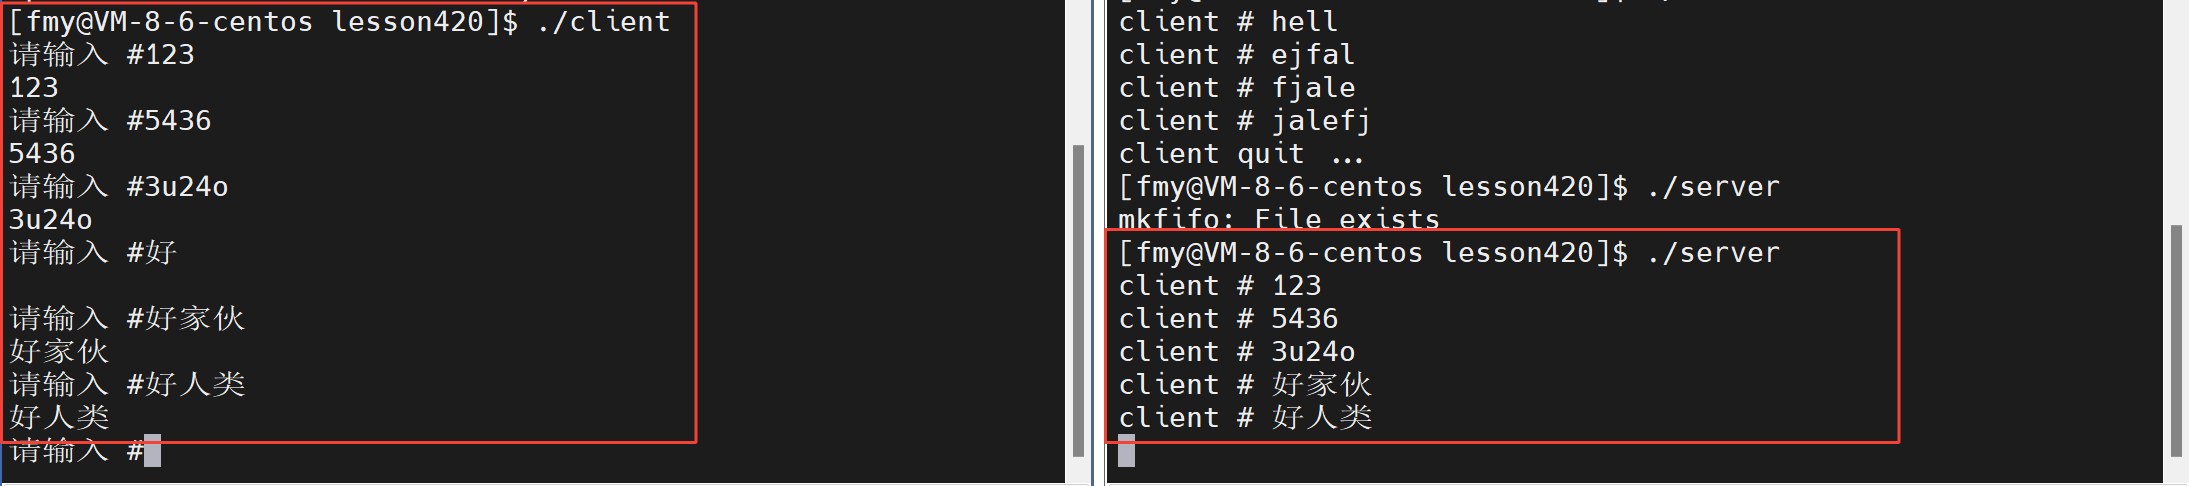 [fmy@VM-8-6-centos lesson420]$ ./client
请输入 #123
123
请输入 #5436
5436
请输入 #3u24o
3u24o
请输入 #好
请输入 #好家伙
好家伙
请输入 #好人类
好人类
请输入 #
client # hell
client # ejfal
client # fjale
client # jalefj
client quit ...
[fmy@VM-8-6-centos lesson420]$ ./server
mkfifo: File exists
[fmy@VM-8-6-centos lesson420]$ ./server
client # 123
client # 5436
client # 3u24o
client # 好家伙
client # 好人类